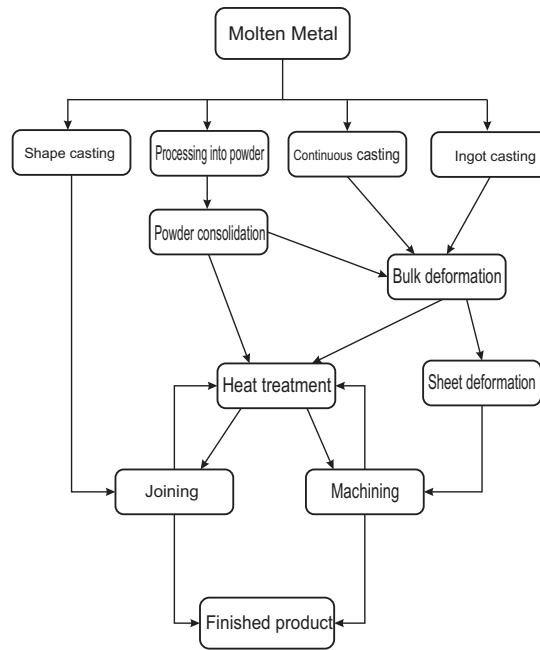 Molten Metal
Shape casting
Processing into powder
Continuous casting
Ingot casting
Powder consolidation
Bulk deformation
Heat treatment
Sheet deformation
Joining
Machining
Finished product